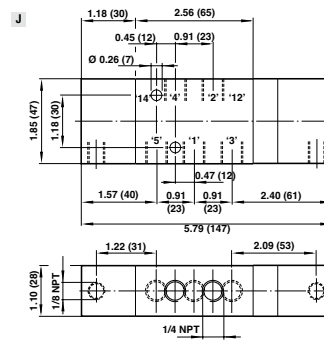 J
1.18 (30)
2.56 (65)
0.45 (12)
0.91 (23)
Ø 0.26 (7)
'14' '4' '2' '12'
1.85 (47)
1.18 (30)
'5' '1' '3'
0.47 (12)
1.57 (40)
0.91 (23)
0.91 (23)
2.40 (61)
5.79 (147)
1.22 (31)
2.09 (53)
1.10 (28)
1/8 NPT
1/4 NPT